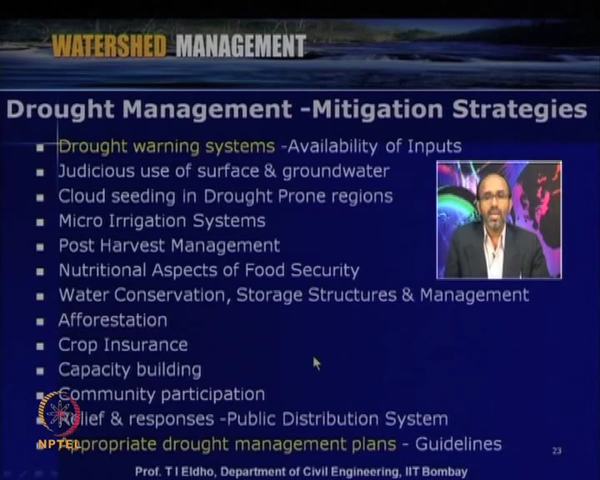 WATERSHED MANAGEMENT
Drought Management -Mitigation Strategies
Drought warning systems -Availability of Inputs
Judicious use of surface & groundwater
Cloud seeding in Drought Prone regions
Micro Irrigation Systems
Post Harvest Management
Nutritional Aspects of Food Security
Water Conservation, Storage Structures & Management
Afforestation
Crop Insurance
Capacity building
Community participation
Relief & responses -Public Distribution System
Appropriate drought management plans - Guidelines
NPTEL
23
Prof. T I Eldho, Department of Civil Engineering, IIT Bombay